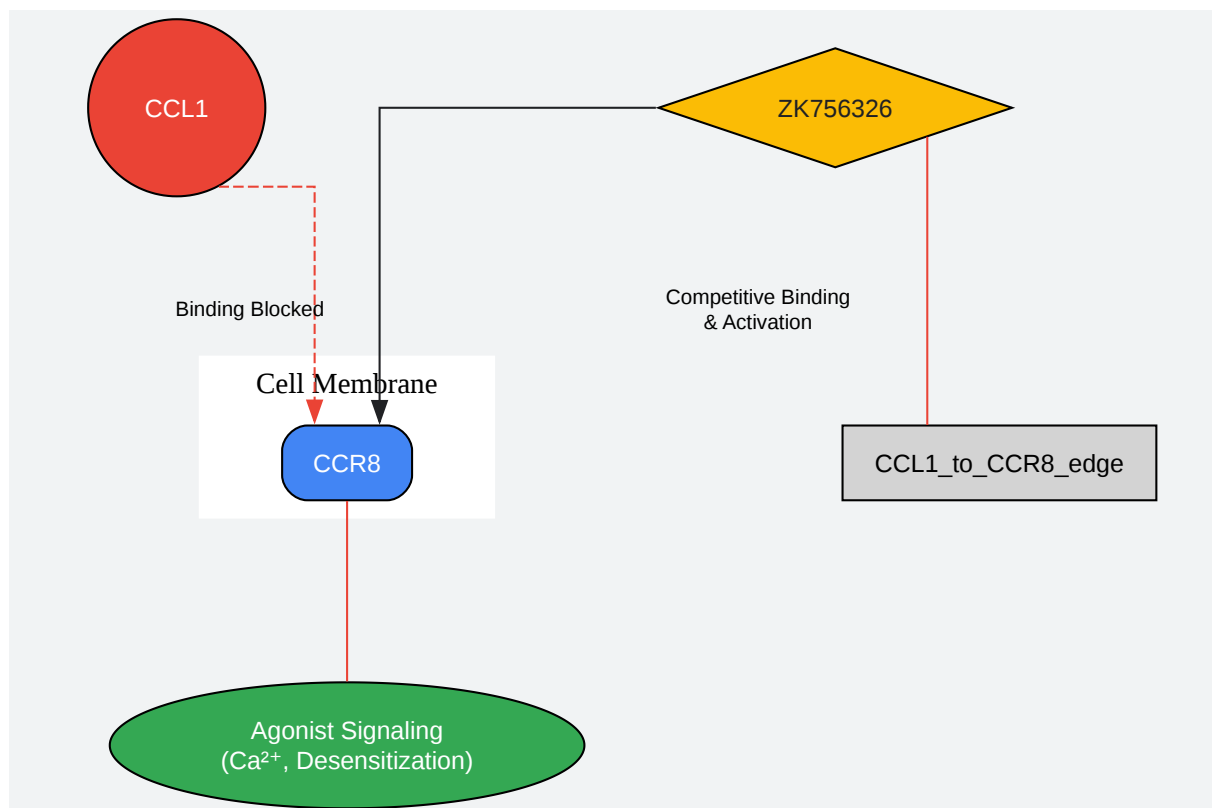 CCL1
ZK756326
Binding Blocked
Competitive Binding
& Activation
Cell Membrane
CCR8
CCL1_to_CCR8_edge
Agonist Signaling
(Ca²⁺, Desensitization)